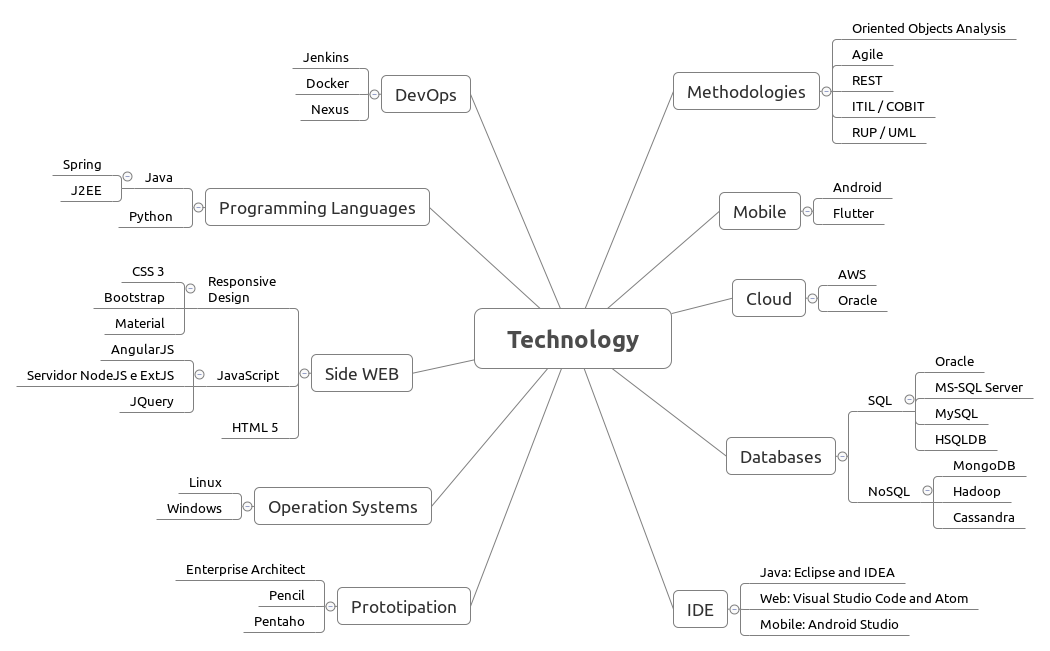 Technology
DevOps
Jenkins
Docker
Nexus
Programming Languages
Java
Spring
J2EE
Python
Side WEB
Responsive
Design
CSS 3
Bootstrap
Material
JavaScript
AngularJS
Servidor NodeJS e ExtJS
JQuery
HTML 5
Operation Systems
Linux
Windows
Prototipation
Enterprise Architect
Pencil
Pentaho
Methodologies
Oriented Objects Analysis
Agile
REST
ITIL / COBIT
RUP / UML
Mobile
Android
Flutter
Cloud
AWS
Oracle
Databases
SQL
Oracle
MS-SQL Server
MySQL
HSQLDB
NoSQL
MongoDB
Hadoop
Cassandra
IDE
Java: Eclipse and IDEA
Web: Visual Studio Code and Atom
Mobile: Android Studio